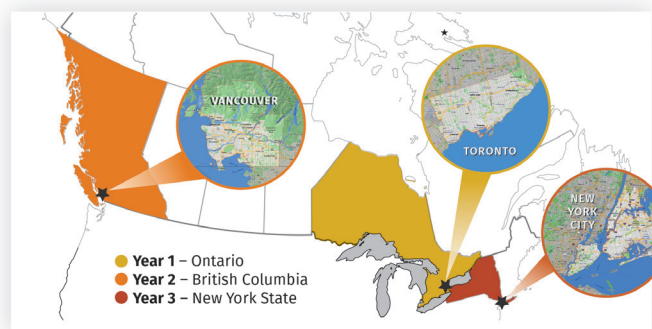 VANCOUVER
TORONTO
NEW
YORK
CITY
Year 1 – Ontario
Year 2 – British Columbia
Year 3 – New York State